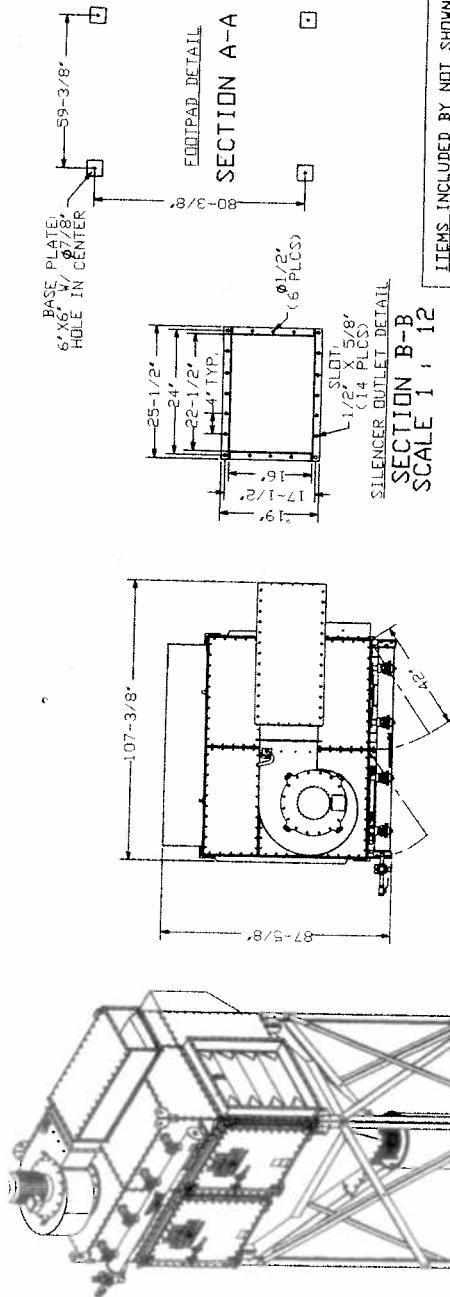 107-3/8"
87-5/8"
42"
25-1/2"
24"
22-1/2"
4" TYP.
16"
17-1/2"
19"
Ø1/2"
(6 PLCS)
SLOT:
1/2" X 5/8"
(14 PLCS)
SILENCER OUTLET DETAIL
SECTION B-B
SCALE 1 : 12
BASE PLATE:
6"X6" W/ Ø7/8"
HOLE IN CENTER
59-3/8"
80-3/8"
FOOTPAD DETAIL
SECTION A-A
ITEMS INCLUDED BY NOT SHOWN